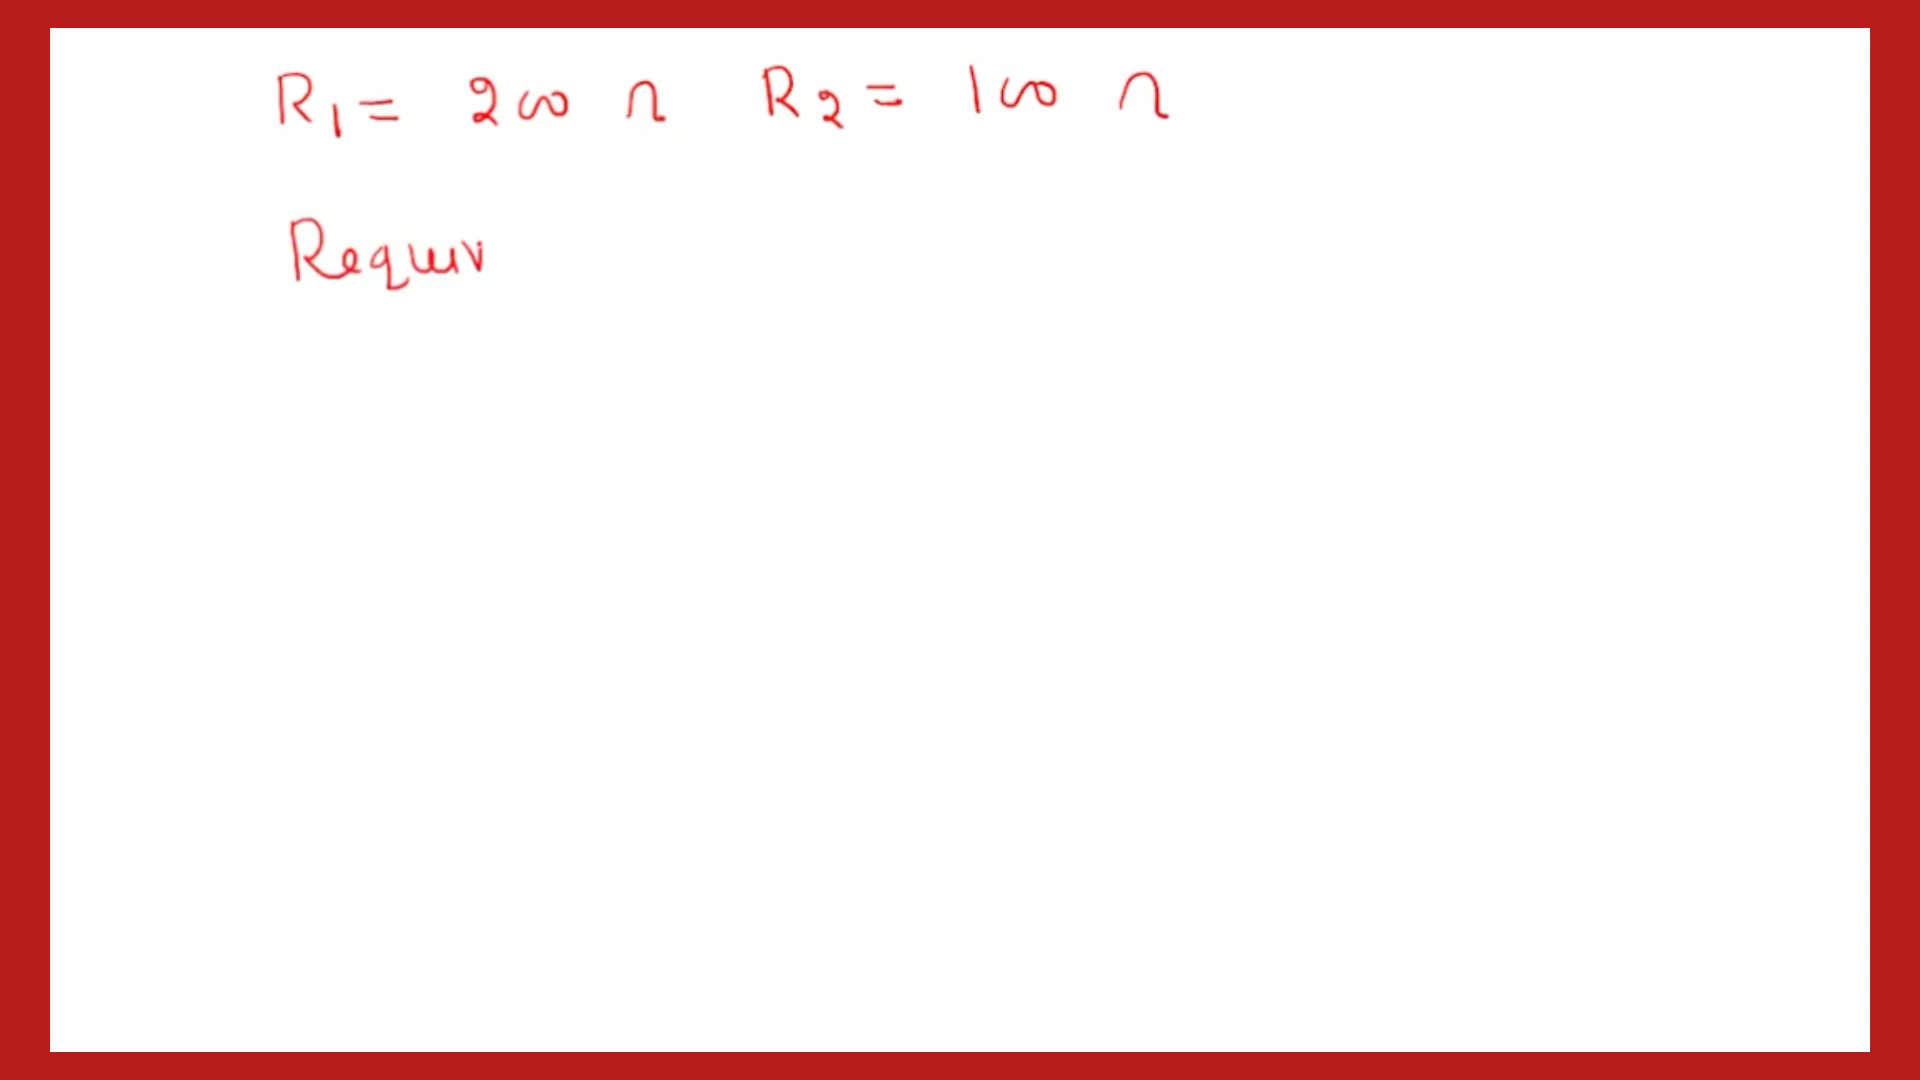 R₁ = 200 Ω R₂ = 100 Ω
Requiv